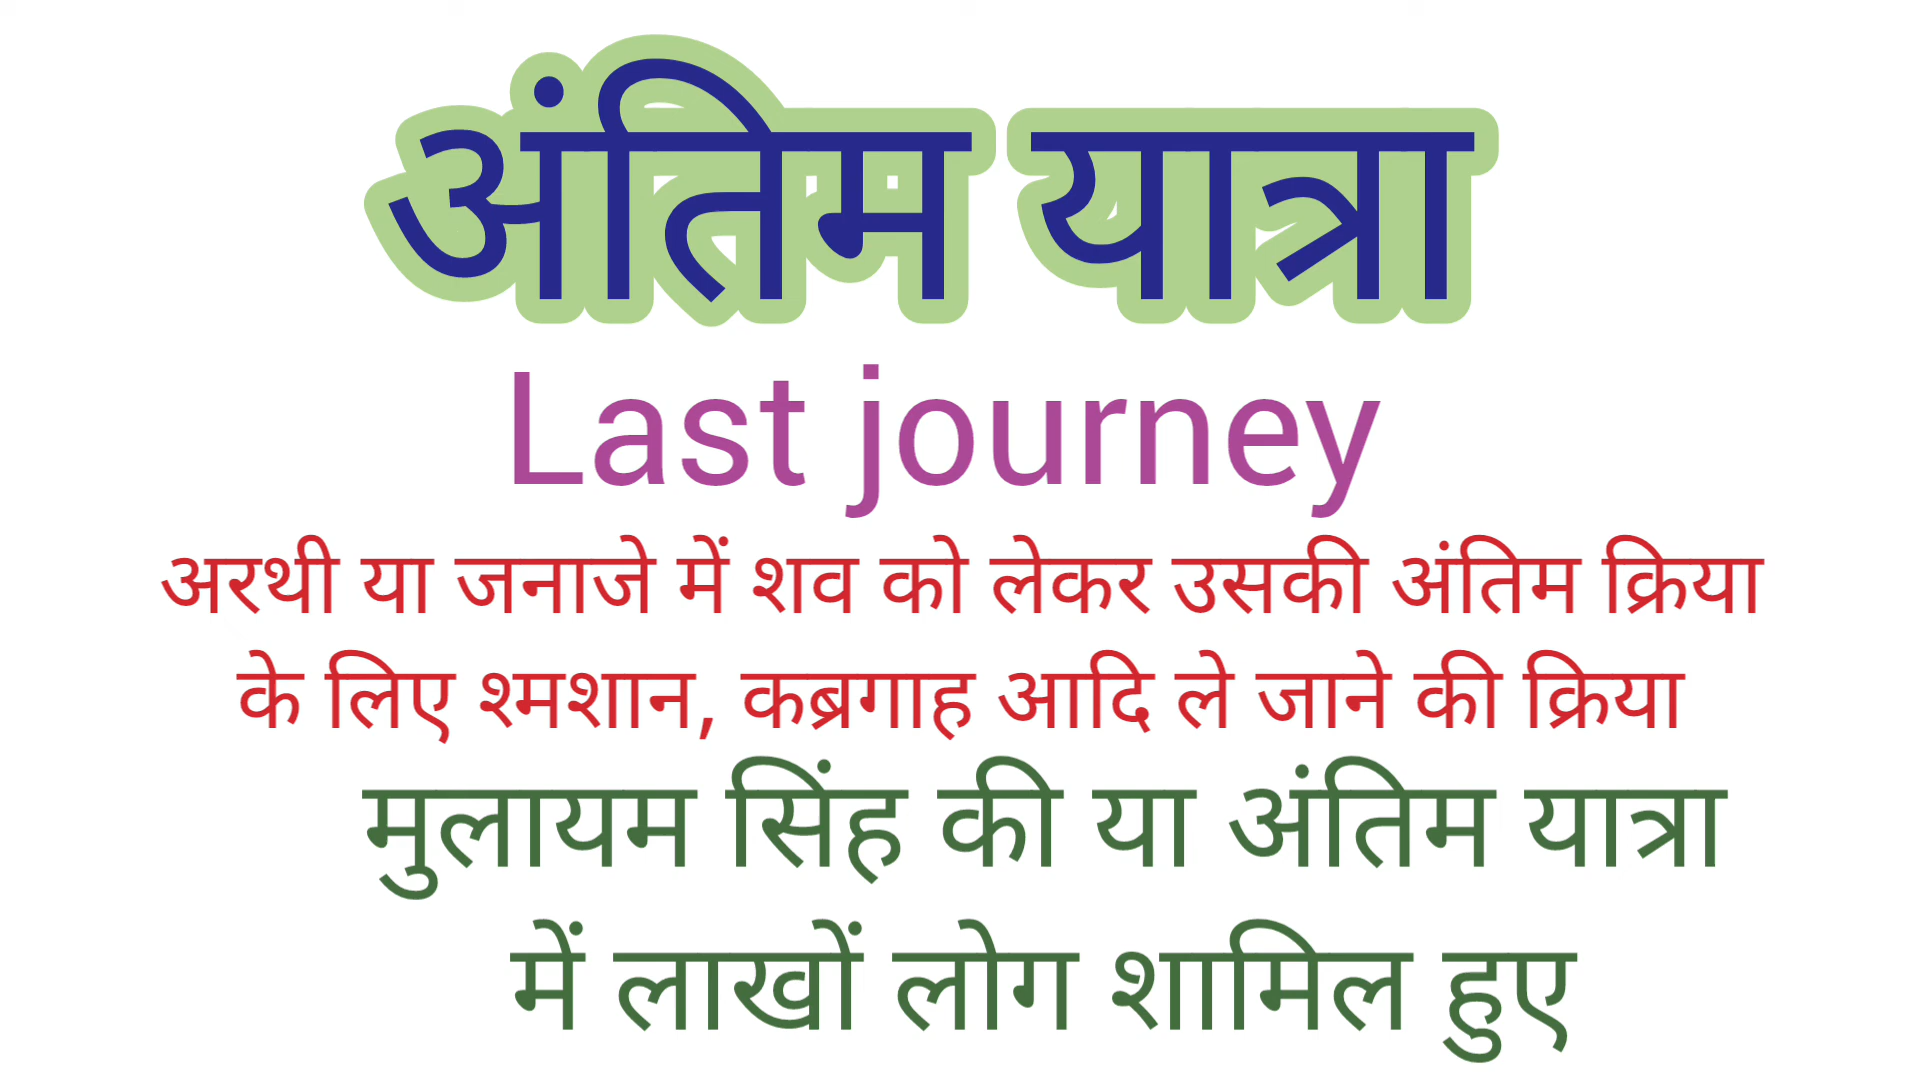 अंतिम यात्रा
Last journey
अरथी या जनाजे में शव को लेकर उसकी अंतिम क्रिया
के लिए श्मशान, कब्रगाह आदि ले जाने की क्रिया
मुलायम सिंह की या अंतिम यात्रा
में लाखों लोग शामिल हुए